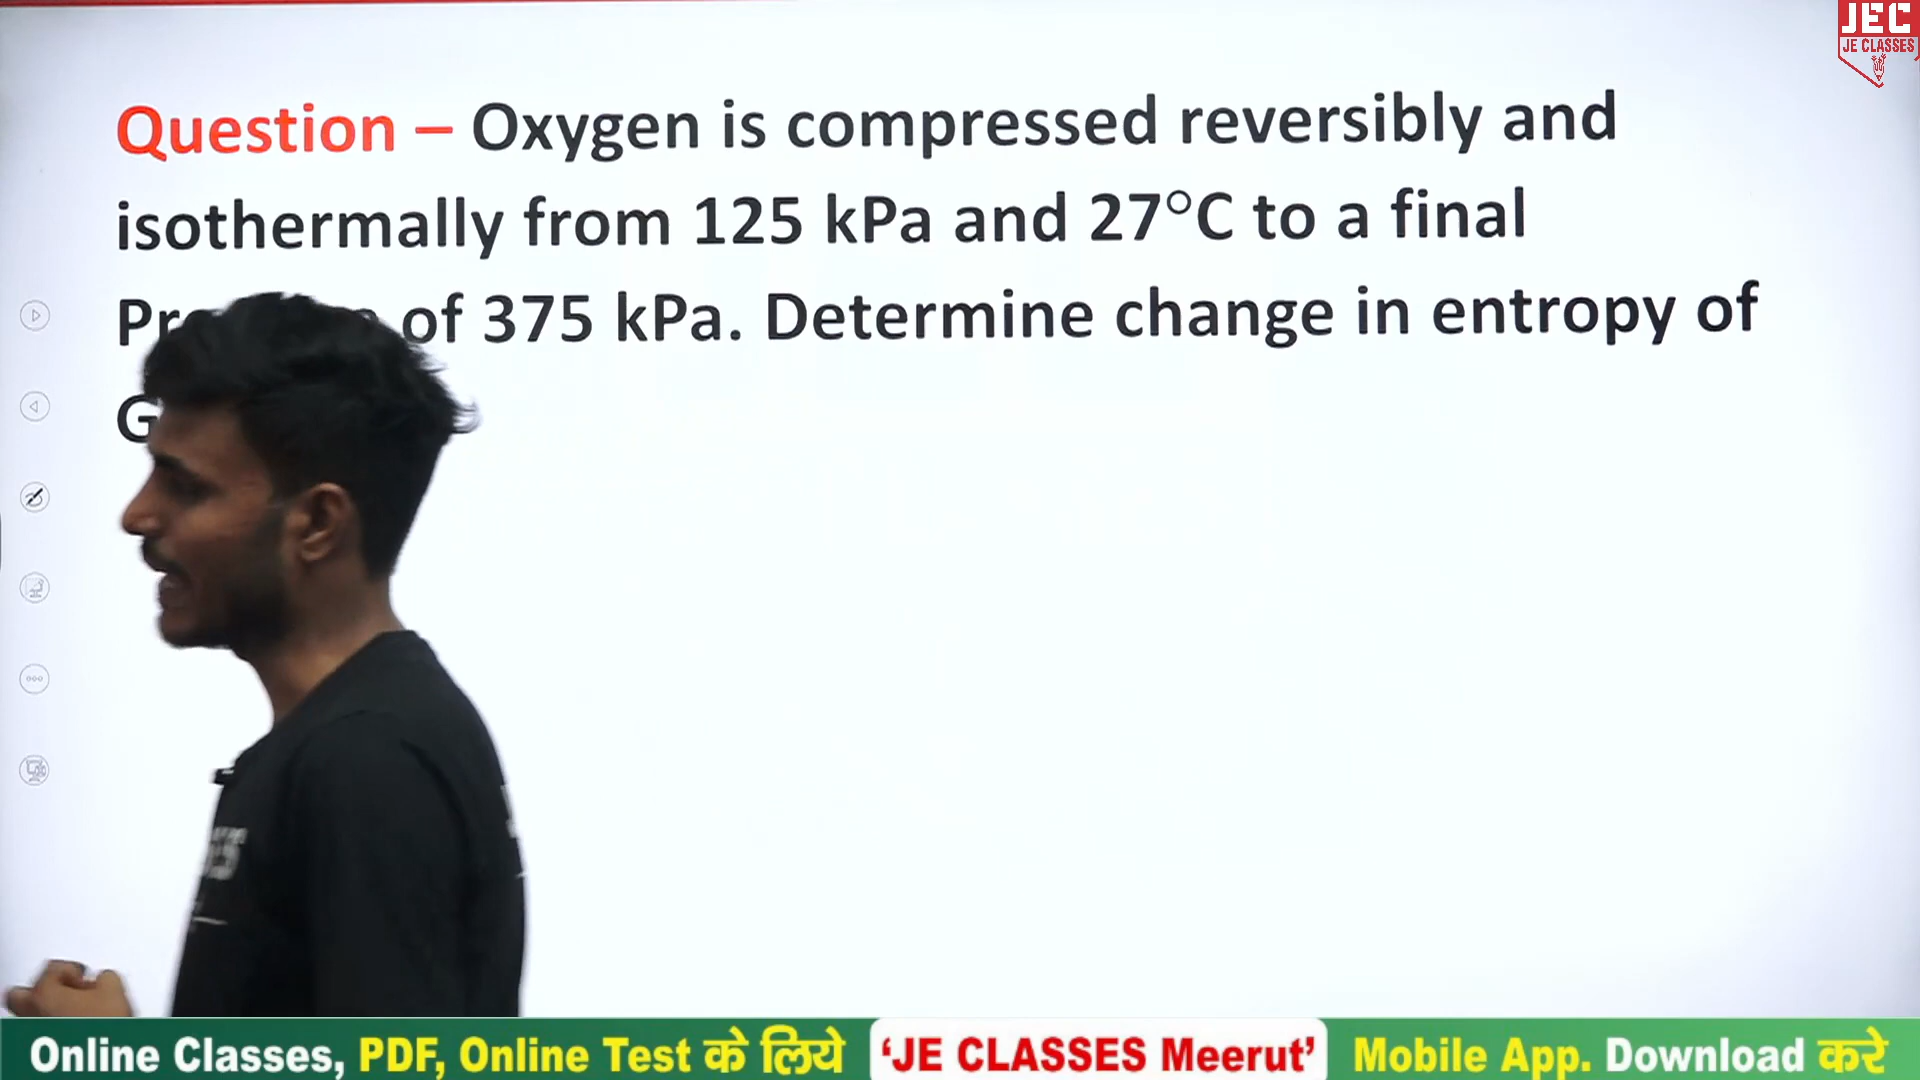 JEC
JE CLASSES
Question – Oxygen is compressed reversibly and
isothermally from 125 kPa and 27°C to a final
of 375 kPa. Determine change in entropy of
Online Classes, PDF, Online Test के लिये 'JE CLASSES Meerut' Mobile App. Download करे